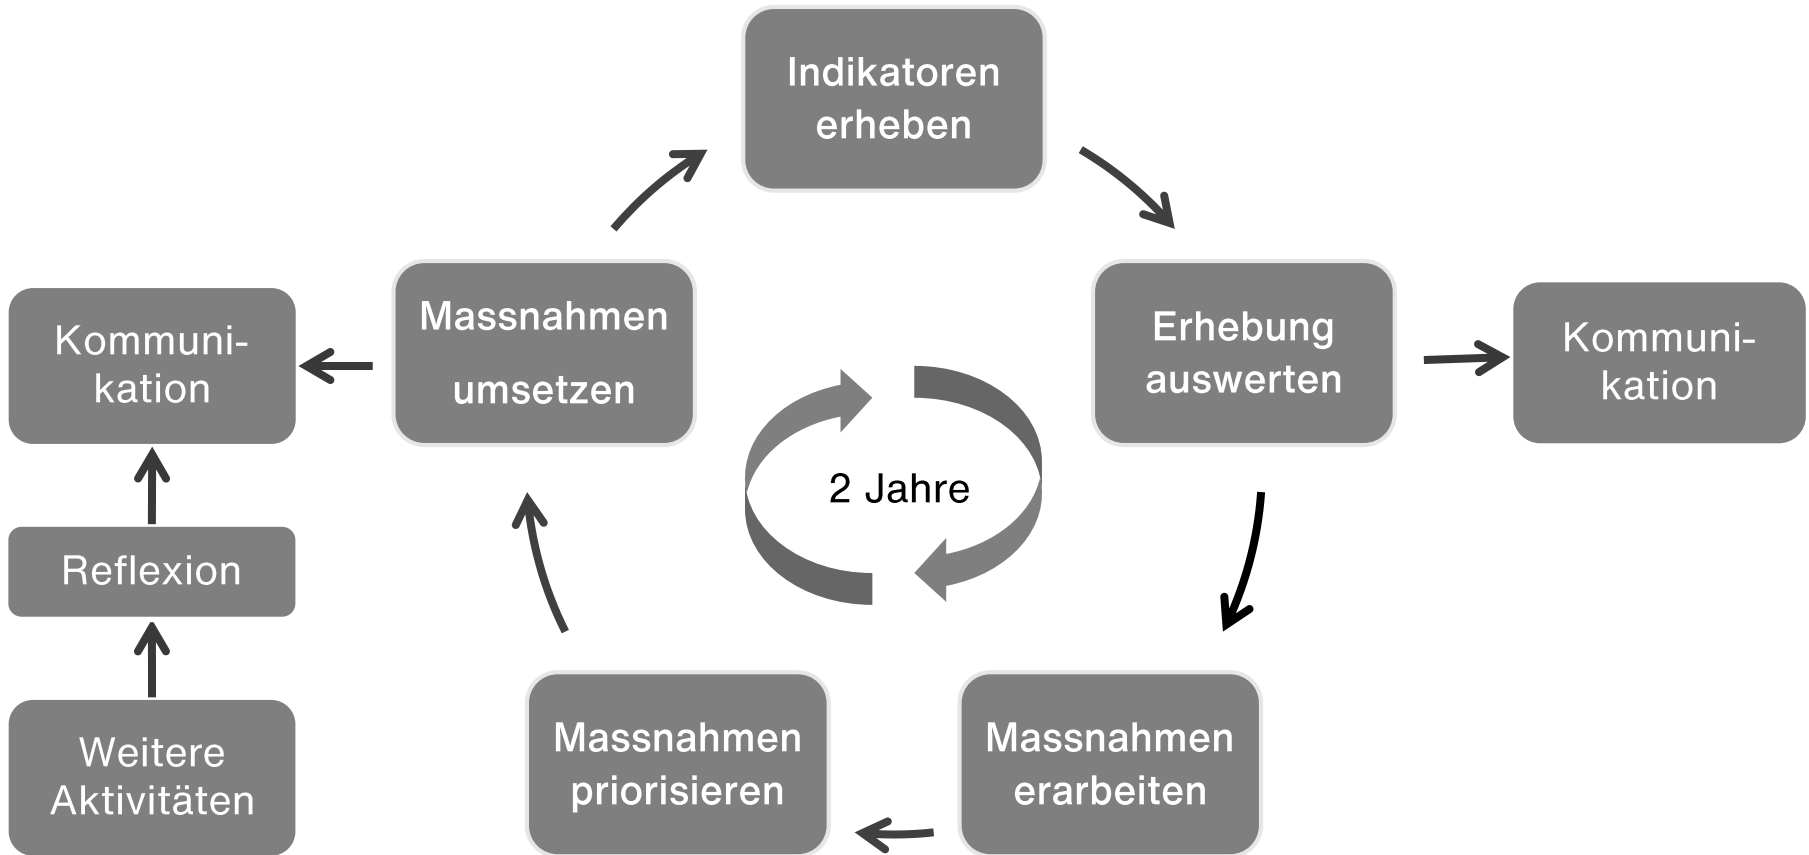 Indikatoren
erheben
Massnahmen
umsetzen
Erhebung
auswerten
Kommuni-
kation
Kommuni-
kation
2 Jahre
Reflexion
Weitere
Aktivitäten
Massnahmen
priorisieren
Massnahmen
erarbeiten